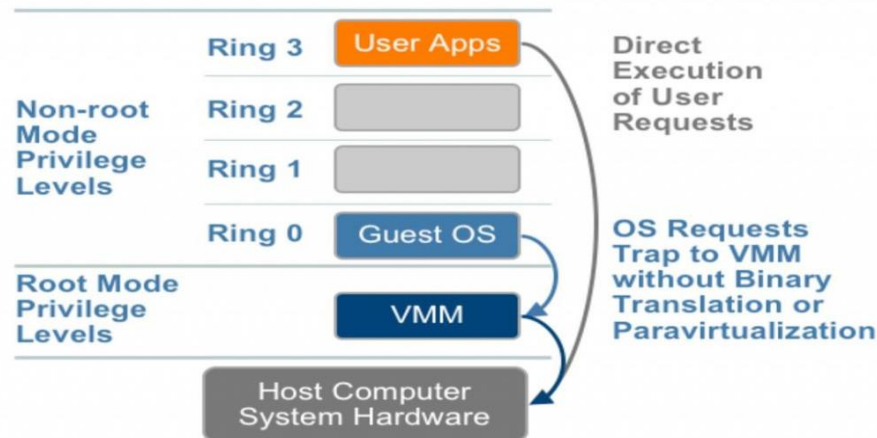 Ring 3
User Apps
Direct
Execution
of User
Requests
Non-root
Mode
Privilege
Levels
Ring 2
Ring 1
Ring 0
Guest OS
OS Requests
Trap to VMM
without Binary
Translation or
Paravirtualization
Root Mode
Privilege
Levels
VMM
Host Computer
System Hardware